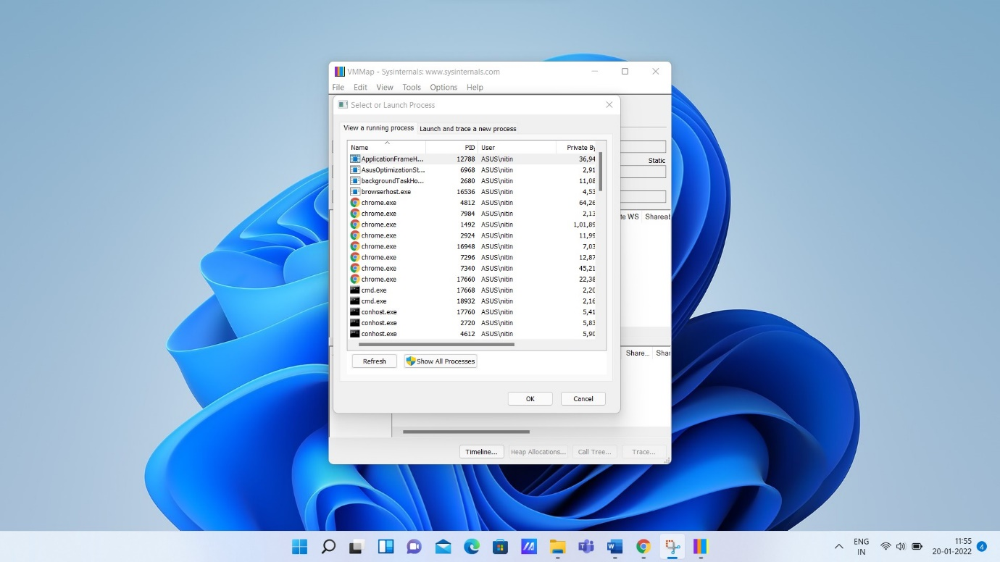 VMMap - Sysinternals: www.sysinternals.com
File Edit View Tools Options Help
Select or Launch Process
View a running process Launch and trace a new process
Name PID User Private By
ApplicationFrameH... 12788 ASUS\nitin 36,94
Static
AsusOptimizationSt... 6968 ASUS\nitin 2,91
backgroundTaskHo... 2680 ASUS\nitin 11,08
browserhost.exe 16536 ASUS\nitin 4,53
chrome.exe 4812 ASUS\nitin 64,26
chrome.exe 7984 ASUS\nitin 2,13
te WS Shareat
chrome.exe 1492 ASUS\nitin 1,01,89
chrome.exe 2924 ASUS\nitin 11,99
chrome.exe 16948 ASUS\nitin 7,03
chrome.exe 7296 ASUS\nitin 12,87
chrome.exe 7340 ASUS\nitin 45,21
chrome.exe 17660 ASUS\nitin 22,38
cmd.exe 17668 ASUS\nitin 2,20
cmd.exe 18932 ASUS\nitin 2,16
conhost.exe 17760 ASUS\nitin 5,41
conhost.exe 2720 ASUS\nitin 5,83
conhost.exe 4612 ASUS\nitin 5,90
Share... Shar
Refresh Show All Processes
OK Cancel
Timeline... Heap Allocations... Call Tree... Trace...
ENG
IN
11:55
20-01-2022
4